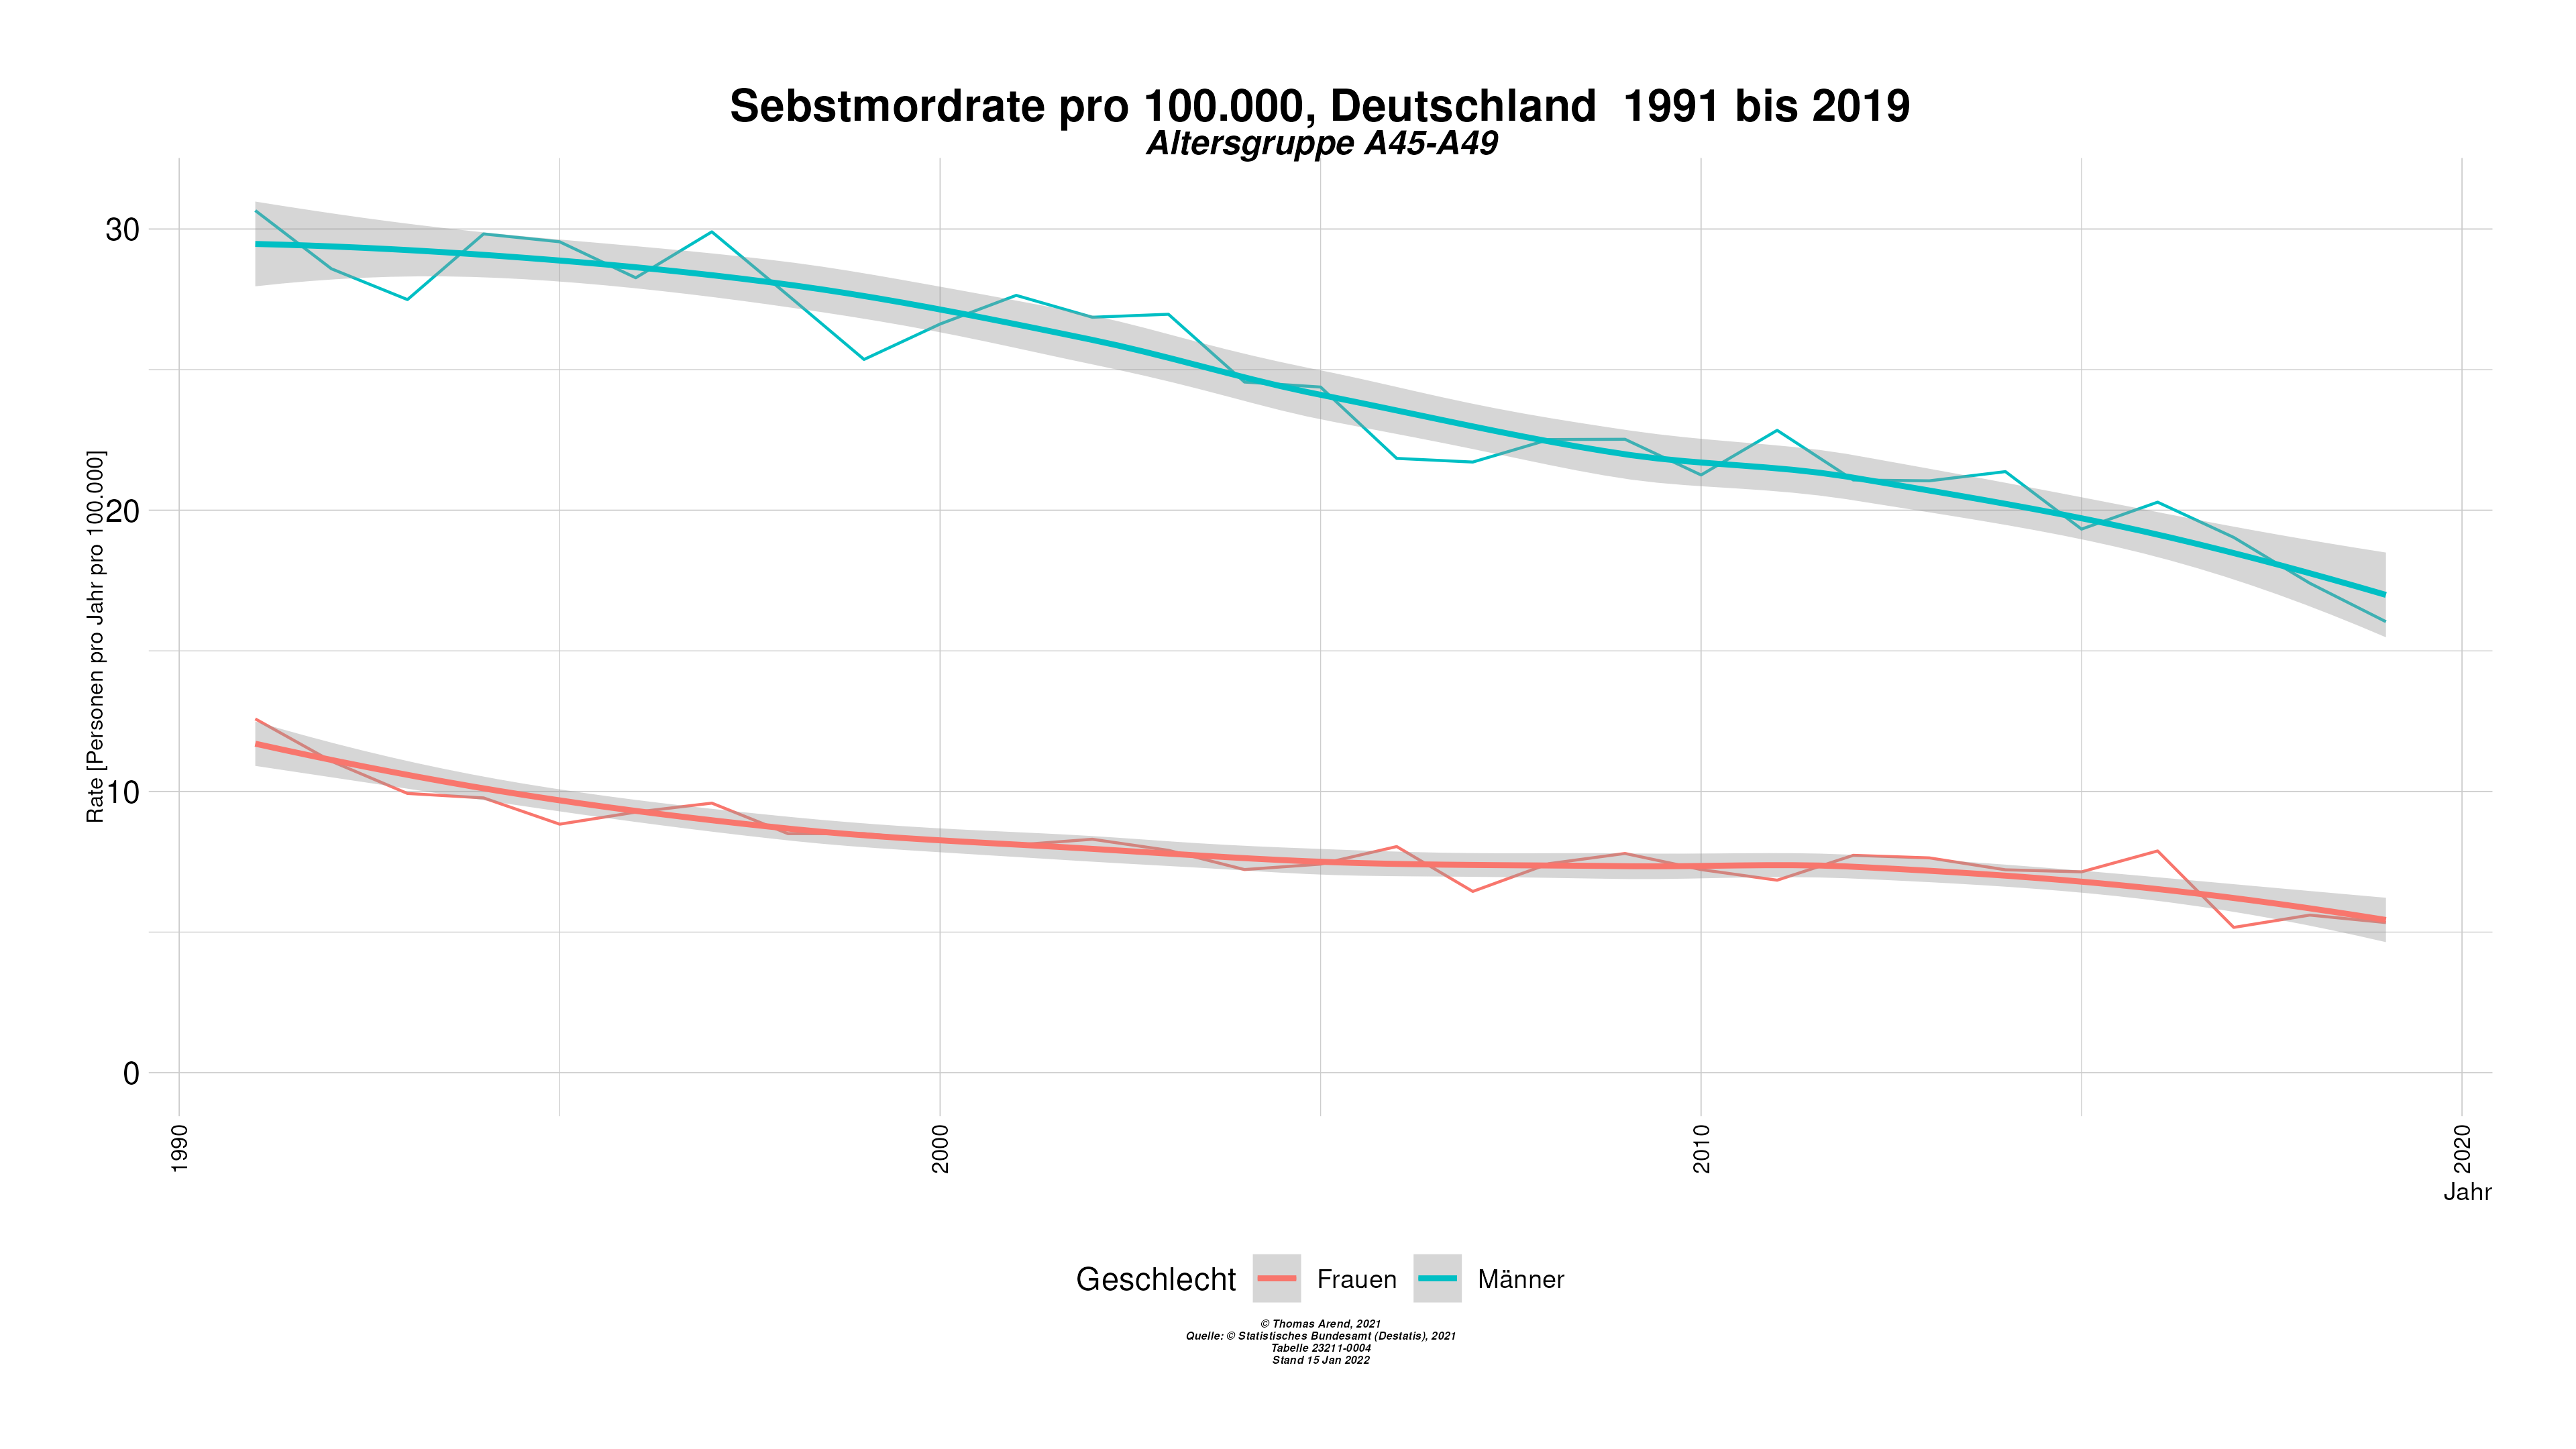 Sebstmordrate pro 100.000, Deutschland  1991 bis 2019
Altersgruppe A45-A49
Rate [Personen pro Jahr pro 100.000]
30
20
10
0
1990
2000
2010
2020
Jahr
Geschlecht Frauen Männer
© Thomas Arend, 2021
Quelle: © Statistisches Bundesamt (Destatis), 2021
Tabelle 23211-0004
Stand 15 Jan 2022